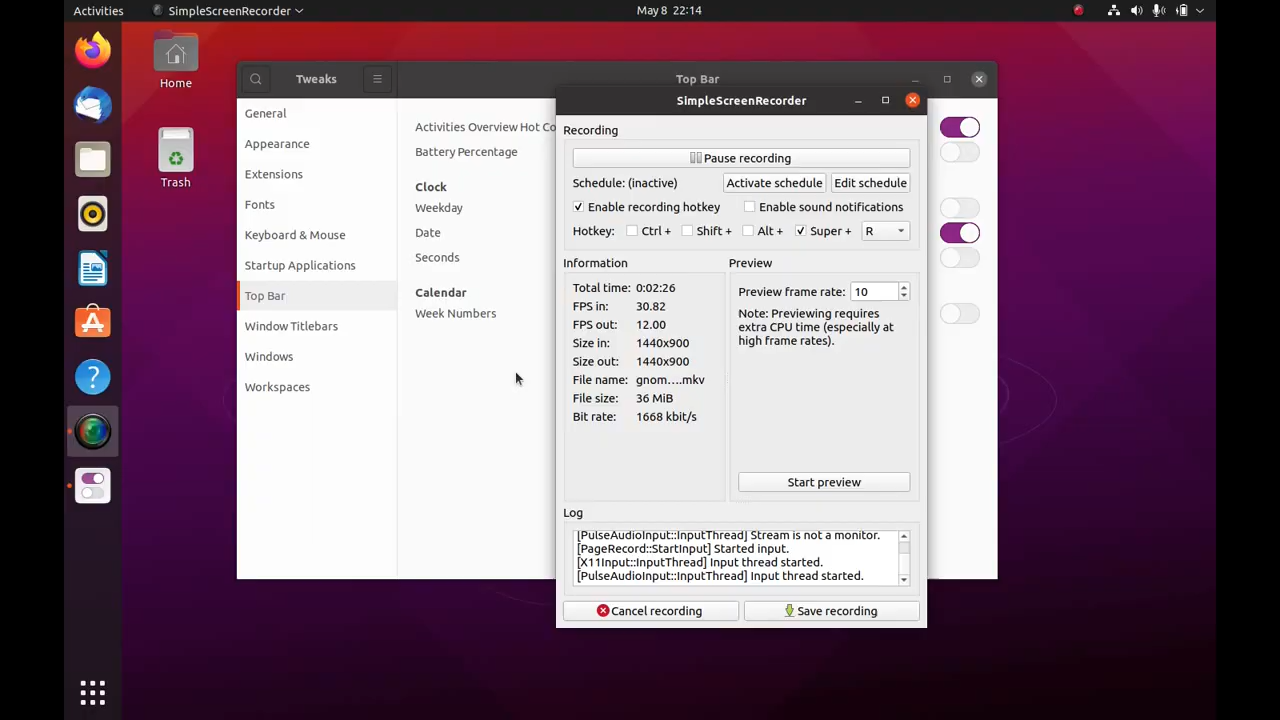 Activities
SimpleScreenRecorder
May 8 22:14
Home
Trash
Tweaks
Top Bar
General
Appearance
Extensions
Fonts
Keyboard & Mouse
Startup Applications
Top Bar
Window Titlebars
Windows
Workspaces
Activities Overview Hot Co
Battery Percentage
Clock
Weekday
Date
Seconds
Calendar
Week Numbers
SimpleScreenRecorder
Recording
Pause recording
Schedule: (inactive) Activate schedule Edit schedule
Enable recording hotkey Enable sound notifications
Hotkey: Ctrl + Shift + Alt + Super + R
Information
Total time: 0:02:26
FPS in: 30.82
FPS out: 12.00
Size in: 1440x900
Size out: 1440x900
File name: gnom....mkv
File size: 36 MiB
Bit rate: 1668 kbit/s
Preview
Preview frame rate: 10
Note: Previewing requires
extra CPU time (especially at
high frame rates).
Start preview
Log
[PulseAudioInput::InputThread] Stream is not a monitor.
[PageRecord::StartInput] Started input.
[X11Input::InputThread] Input thread started.
[PulseAudioInput::InputThread] Input thread started.
Cancel recording Save recording